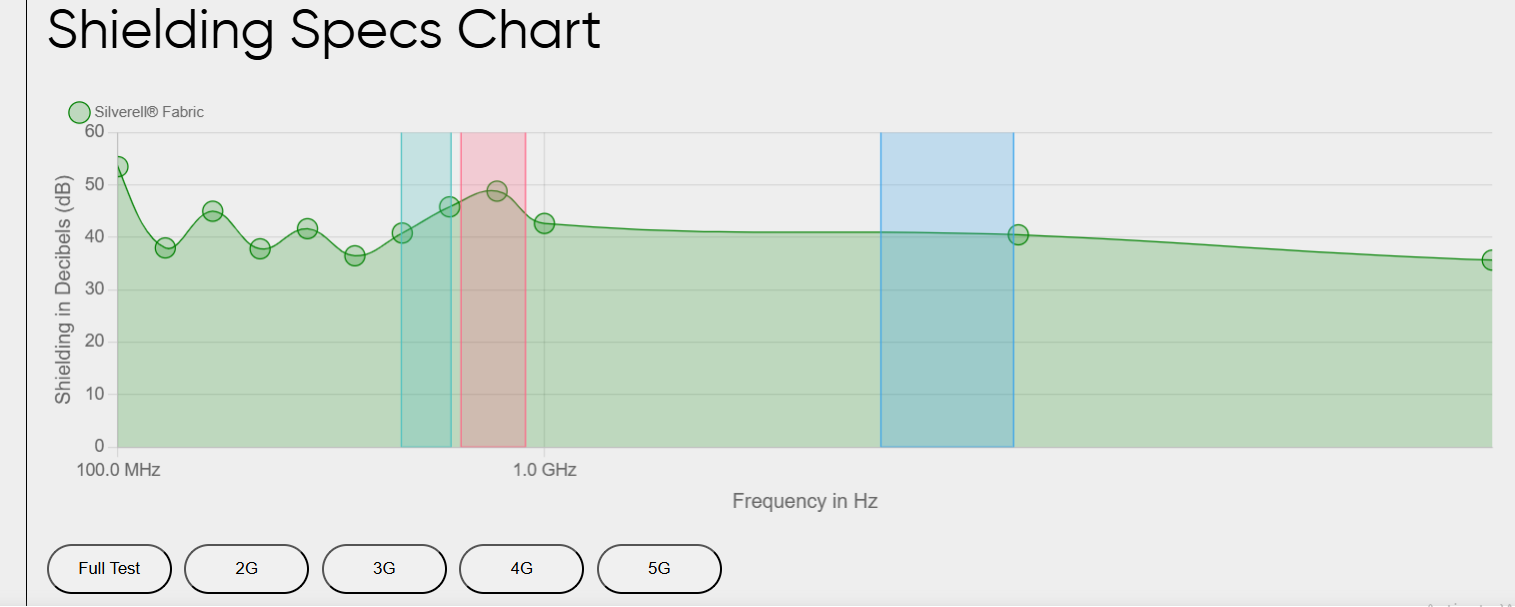 Shielding Specs Chart
Silverell® Fabric
60
50
40
30
20
10
0
Shielding in Decibels (dB)
100.0 MHz
1.0 GHz
Frequency in Hz
Full Test
2G
3G
4G
5G